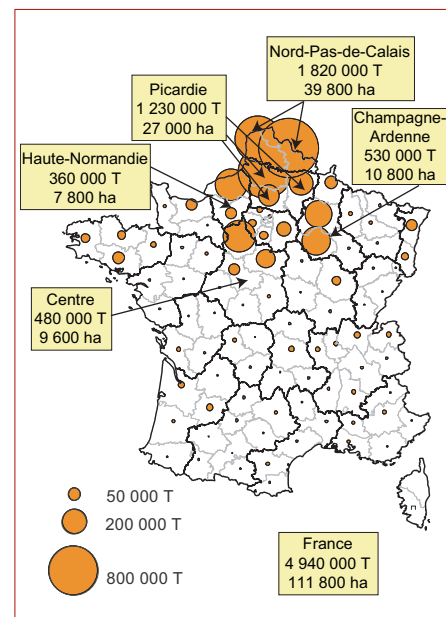 Nord-Pas-de-Calais
1 820 000 T
39 800 ha
Picardie
1 230 000 T
27 000 ha
Champagne-
Ardenne
530 000 T
10 800 ha
Haute-Normandie
360 000 T
7 800 ha
Centre
480 000 T
9 600 ha
50 000 T
200 000 T
800 000 T
France
4 940 000 T
111 800 ha